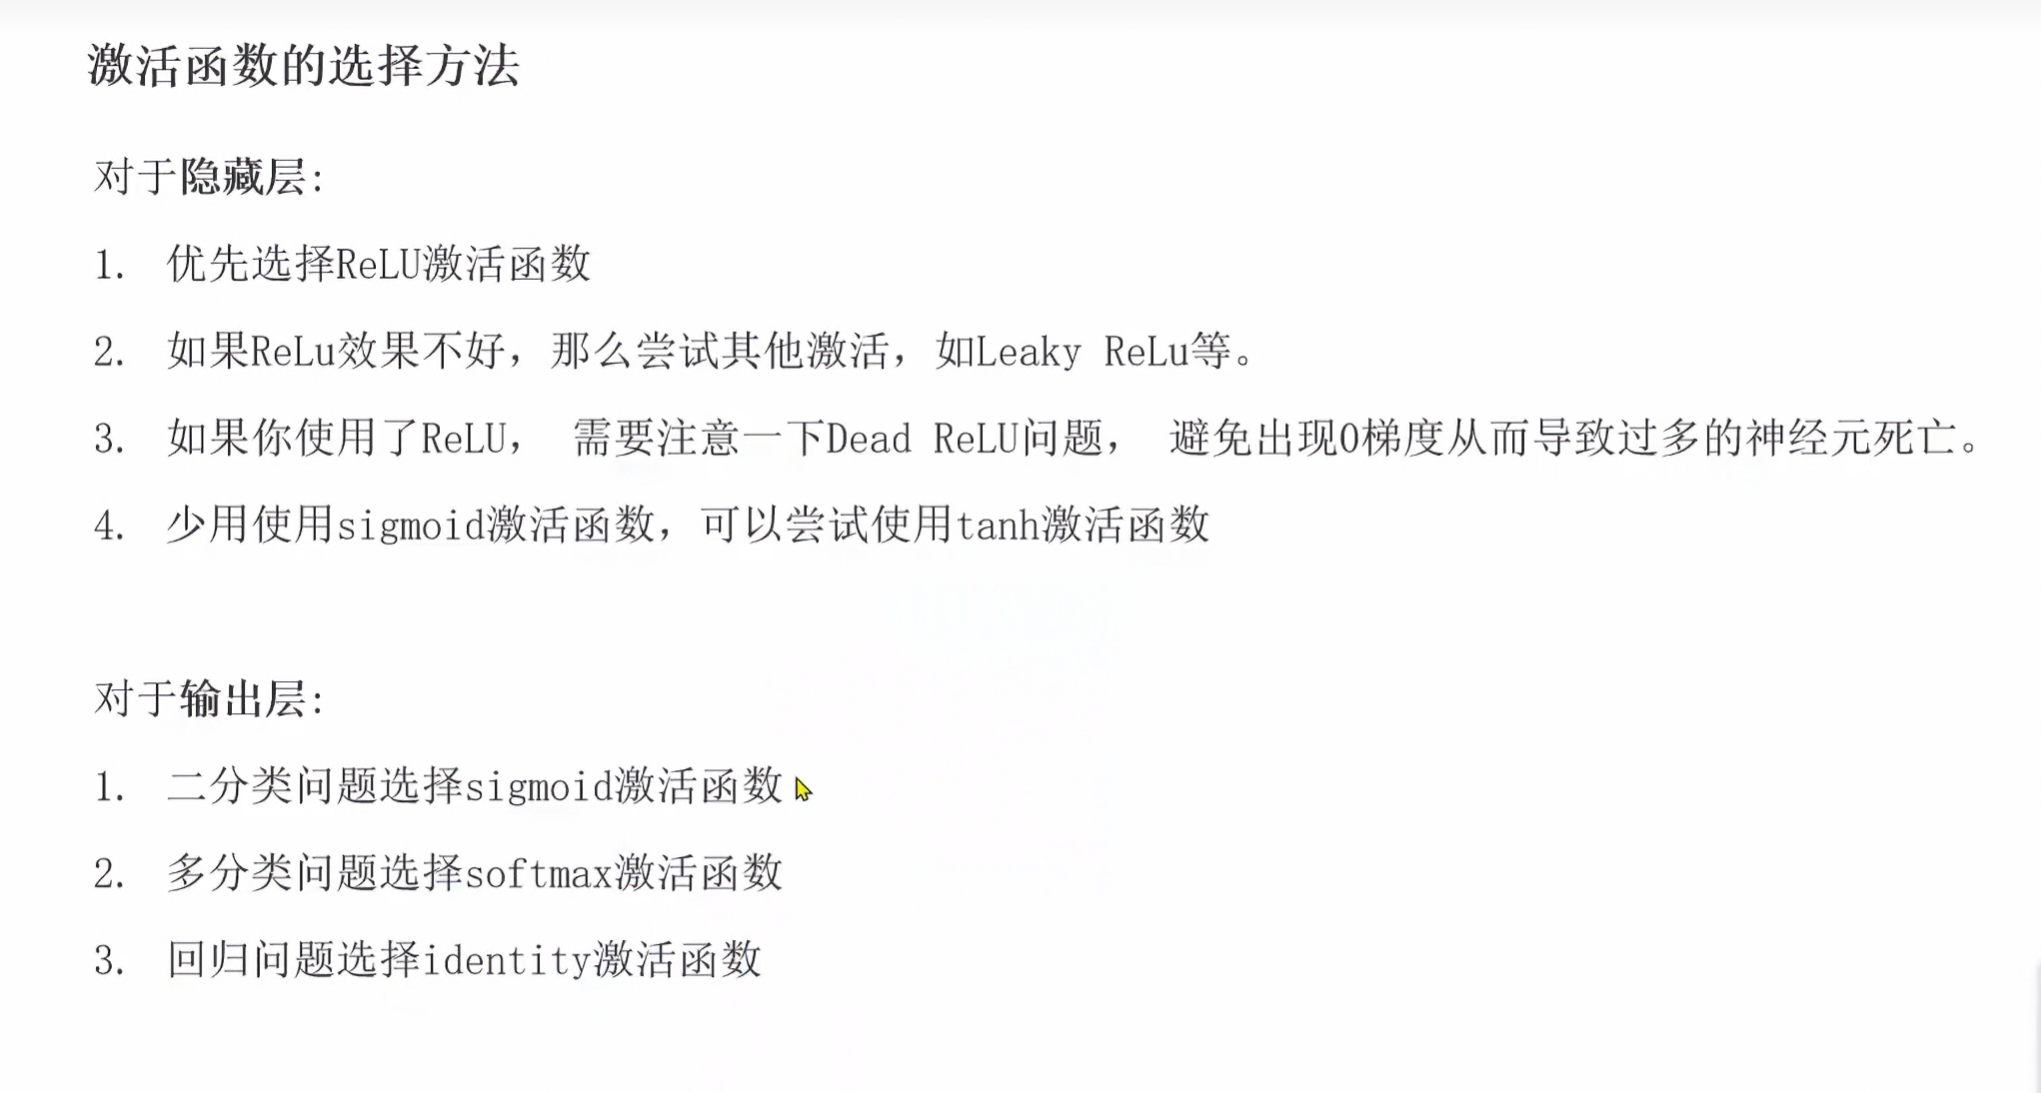 激活函数的选择方法
对于隐藏层:
1. 优先选择ReLU激活函数
2. 如果ReLu效果不好，那么尝试其他激活，如Leaky ReLu等。
3. 如果你使用了ReLU， 需要注意一下Dead ReLU问题， 避免出现0梯度从而导致过多的神经元死亡。
4. 少用使用sigmoid激活函数，可以尝试使用tanh激活函数
对于输出层:
1. 二分类问题选择sigmoid激活函数
2. 多分类问题选择softmax激活函数
3. 回归问题选择identity激活函数